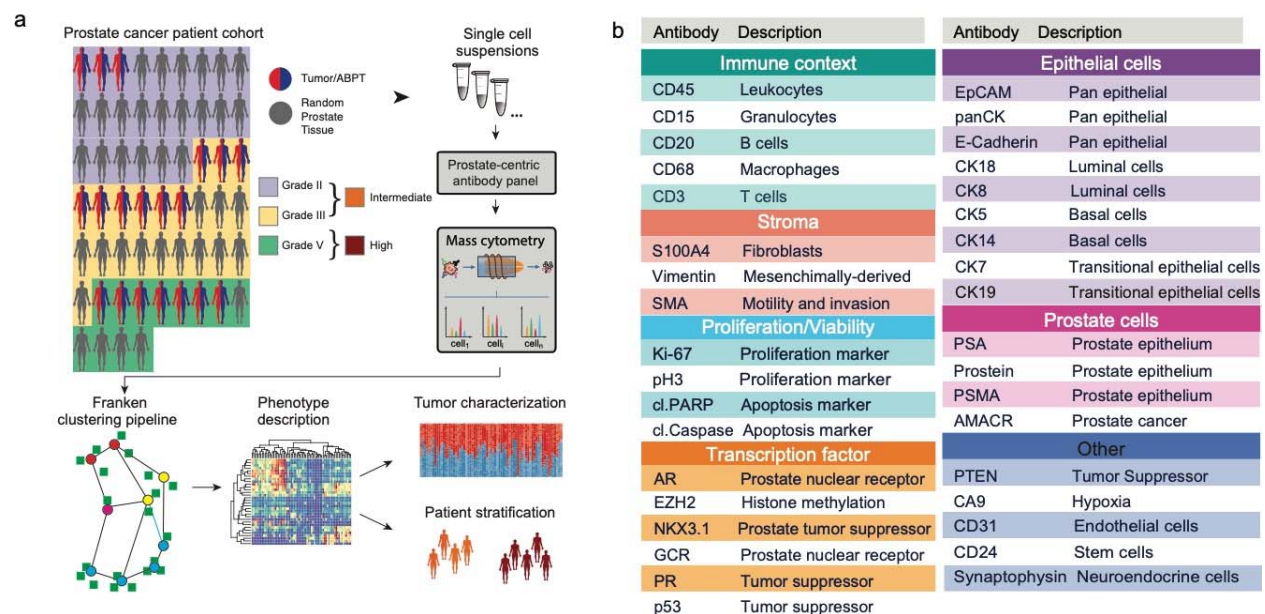 a
Prostate cancer patient cohort
Tumor/ABPT
Random
Prostate
Tissue
Grade II
Grade III
Intermediate
Grade V
High
Single cell
suspensions
...
Prostate-centric
antibody panel
Mass cytometry
cell1 celli celln
Franken
clustering pipeline
Phenotype
description
Tumor characterization
Patient stratification
b
Antibody Description
Immune context
CD45 Leukocytes
CD15 Granulocytes
CD20 B cells
CD68 Macrophages
CD3 T cells
Stroma
S100A4 Fibroblasts
Vimentin Mesenchimally-derived
SMA Motility and invasion
Proliferation/Viability
Ki-67 Proliferation marker
pH3 Proliferation marker
cl.PARP Apoptosis marker
cl.Caspase Apoptosis marker
Transcription factor
AR Prostate nuclear receptor
EZH2 Histone methylation
NKX3.1 Prostate tumor suppressor
GCR Prostate nuclear receptor
PR Tumor suppressor
p53 Tumor suppressor
Antibody Description
Epithelial cells
EpCAM Pan epithelial
panCK Pan epithelial
E-Cadherin Pan epithelial
CK18 Luminal cells
CK8 Luminal cells
CK5 Basal cells
CK14 Basal cells
CK7 Transitional epithelial cells
CK19 Transitional epithelial cells
Prostate cells
PSA Prostate epithelium
Prostein Prostate epithelium
PSMA Prostate epithelium
AMACR Prostate cancer
Other
PTEN Tumor Suppressor
CA9 Hypoxia
CD31 Endothelial cells
CD24 Stem cells
Synaptophysin Neuroendocrine cells